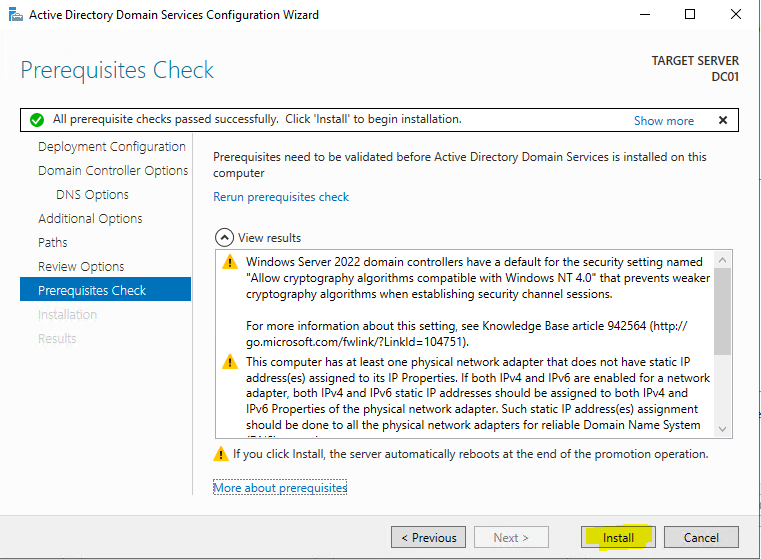 Active Directory Domain Services Configuration Wizard
Prerequisites Check
TARGET SERVER
DC01
All prerequisite checks passed successfully. Click 'Install' to begin installation.
Show more
Deployment Configuration
Domain Controller Options
DNS Options
Additional Options
Paths
Review Options
Prerequisites Check
Installation
Results
Prerequisites need to be validated before Active Directory Domain Services is installed on this
computer
Rerun prerequisites check
View results
Windows Server 2022 domain controllers have a default for the security setting named
"Allow cryptography algorithms compatible with Windows NT 4.0" that prevents weaker
cryptography algorithms when establishing security channel sessions.
For more information about this setting, see Knowledge Base article 942564 (http://
go.microsoft.com/fwlink/?LinkId=104751).
This computer has at least one physical network adapter that does not have static IP
address(es) assigned to its IP Properties. If both IPv4 and IPv6 are enabled for a network
adapter, both IPv4 and IPv6 static IP addresses should be assigned to both IPv4 and
IPv6 Properties of the physical network adapter. Such static IP address(es) assignment
should be done to all the physical network adapters for reliable Domain Name System
If you click Install, the server automatically reboots at the end of the promotion operation.
More about prerequisites
< Previous
Next >
Install
Cancel